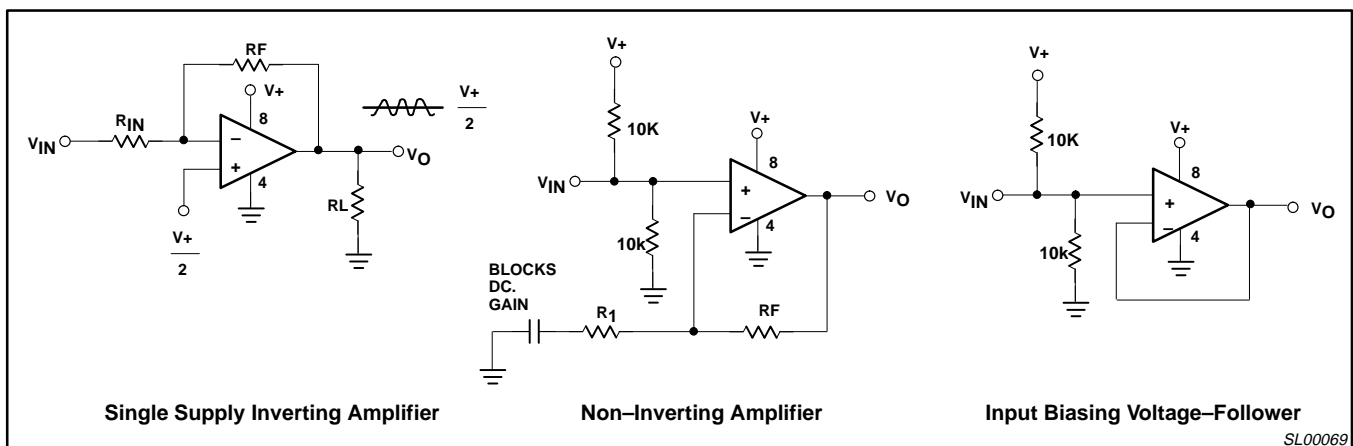 RF
V+
8
RIN
VIN
−
+
4
V+
2
RL
VO
V+
2
V+
10K
V+
8
VIN
+
−
4
VO
10k
BLOCKS
DC.
GAIN
R1
RF
V+
10K
V+
8
VIN
+
−
4
VO
10k
Single Supply Inverting Amplifier
Non–Inverting Amplifier
Input Biasing Voltage–Follower
SL00069